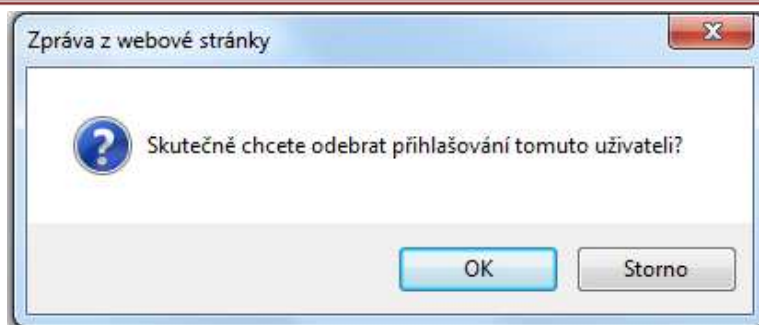 Zpráva z webové stránky
Skutečně chcete odebrat přihlašování tomuto uživateli?
OK
Storno